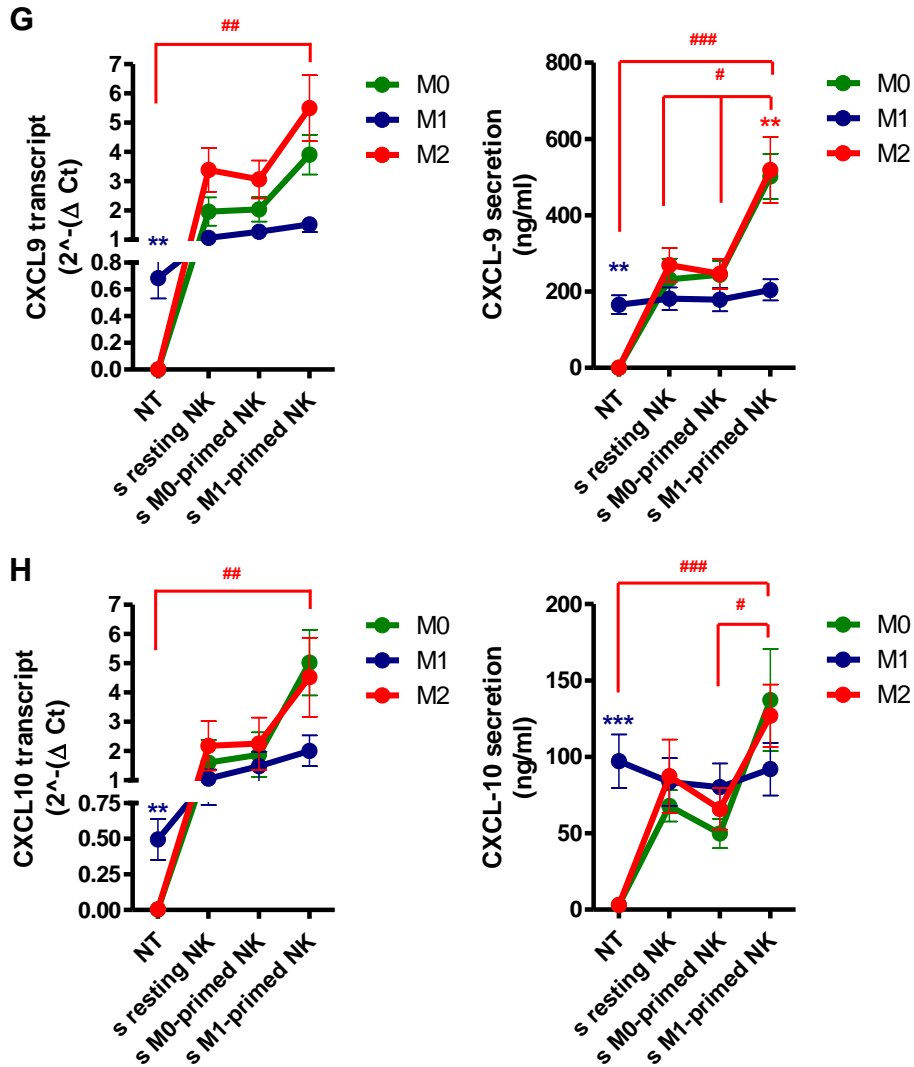 G
##
7
6
5
4
3
2
1
0.8
0.6
0.4
0.2
0.0
**
CXCL9 transcript
(2^-(Δ Ct)
NT
s resting NK
s M0-primed NK
s M1-primed NK
M0
M1
M2
###
#
**
**
800
600
400
200
0
CXCL-9 secretion
(ng/ml)
NT
s resting NK
s M0-primed NK
s M1-primed NK
M0
M1
M2
H
##
7
6
5
4
3
2
1
0.75
0.50
0.25
0.00
**
CXCL10 transcript
(2^-(Δ Ct)
NT
s resting NK
s M0-primed NK
s M1-primed NK
M0
M1
M2
###
#
***
200
150
100
50
0
CXCL-10 secretion
(ng/ml)
NT
s resting NK
s M0-primed NK
s M1-primed NK
M0
M1
M2